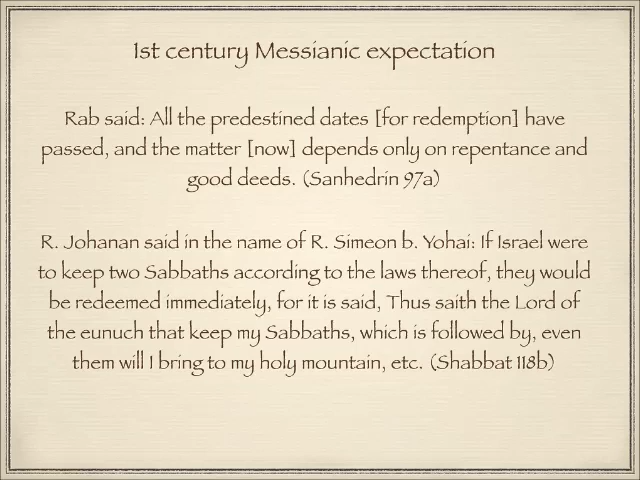 1st century Messianic expectation
Rab said: All the predestined dates [for redemption] have
passed, and the matter [now] depends only on repentance and
good deeds. (Sanhedrin 97a)
R. Johanan said in the name of R. Simeon b. Yohai: If Israel were
to keep two Sabbaths according to the laws thereof, they would
be redeemed immediately, for it is said, Thus saith the Lord of
the eunuch that keep my Sabbaths, which is followed by, even
them will I bring to my holy mountain, etc. (Shabbat 118b)